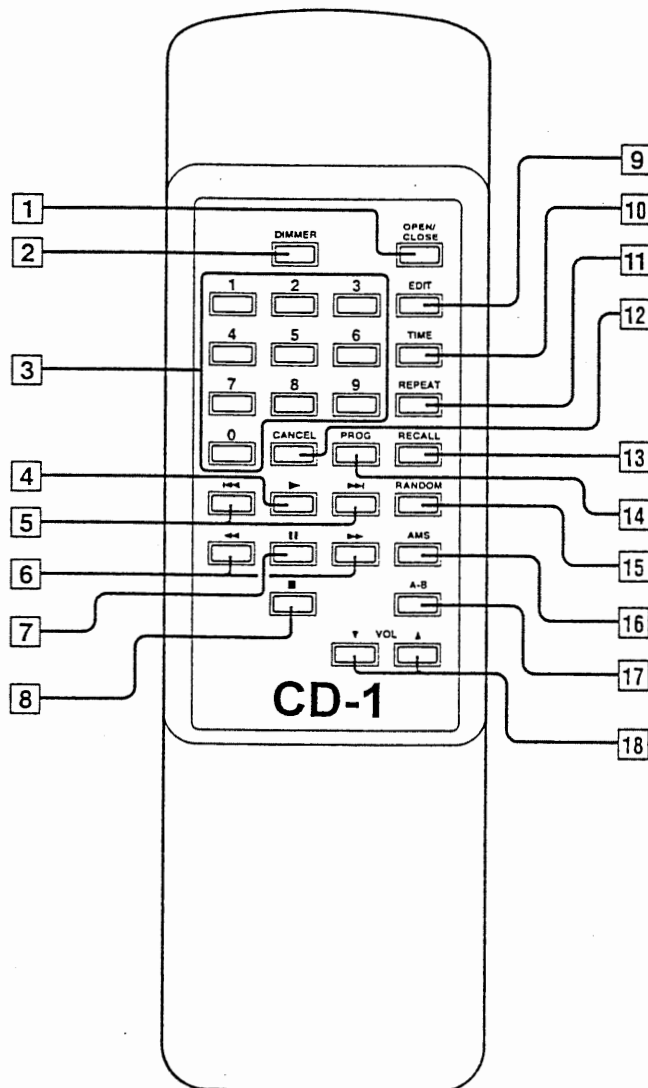 9
10
1
OPEN/
CLOSE
2
DIMMER
11
1 2 3 EDIT
12
4 5 6 TIME
3
7 8 9 REPEAT
0 CANCEL PROG RECALL
13
4
RANDOM
14
5
15
AMS
6
16
7
A-B
17
8
VOL
CD-1
18